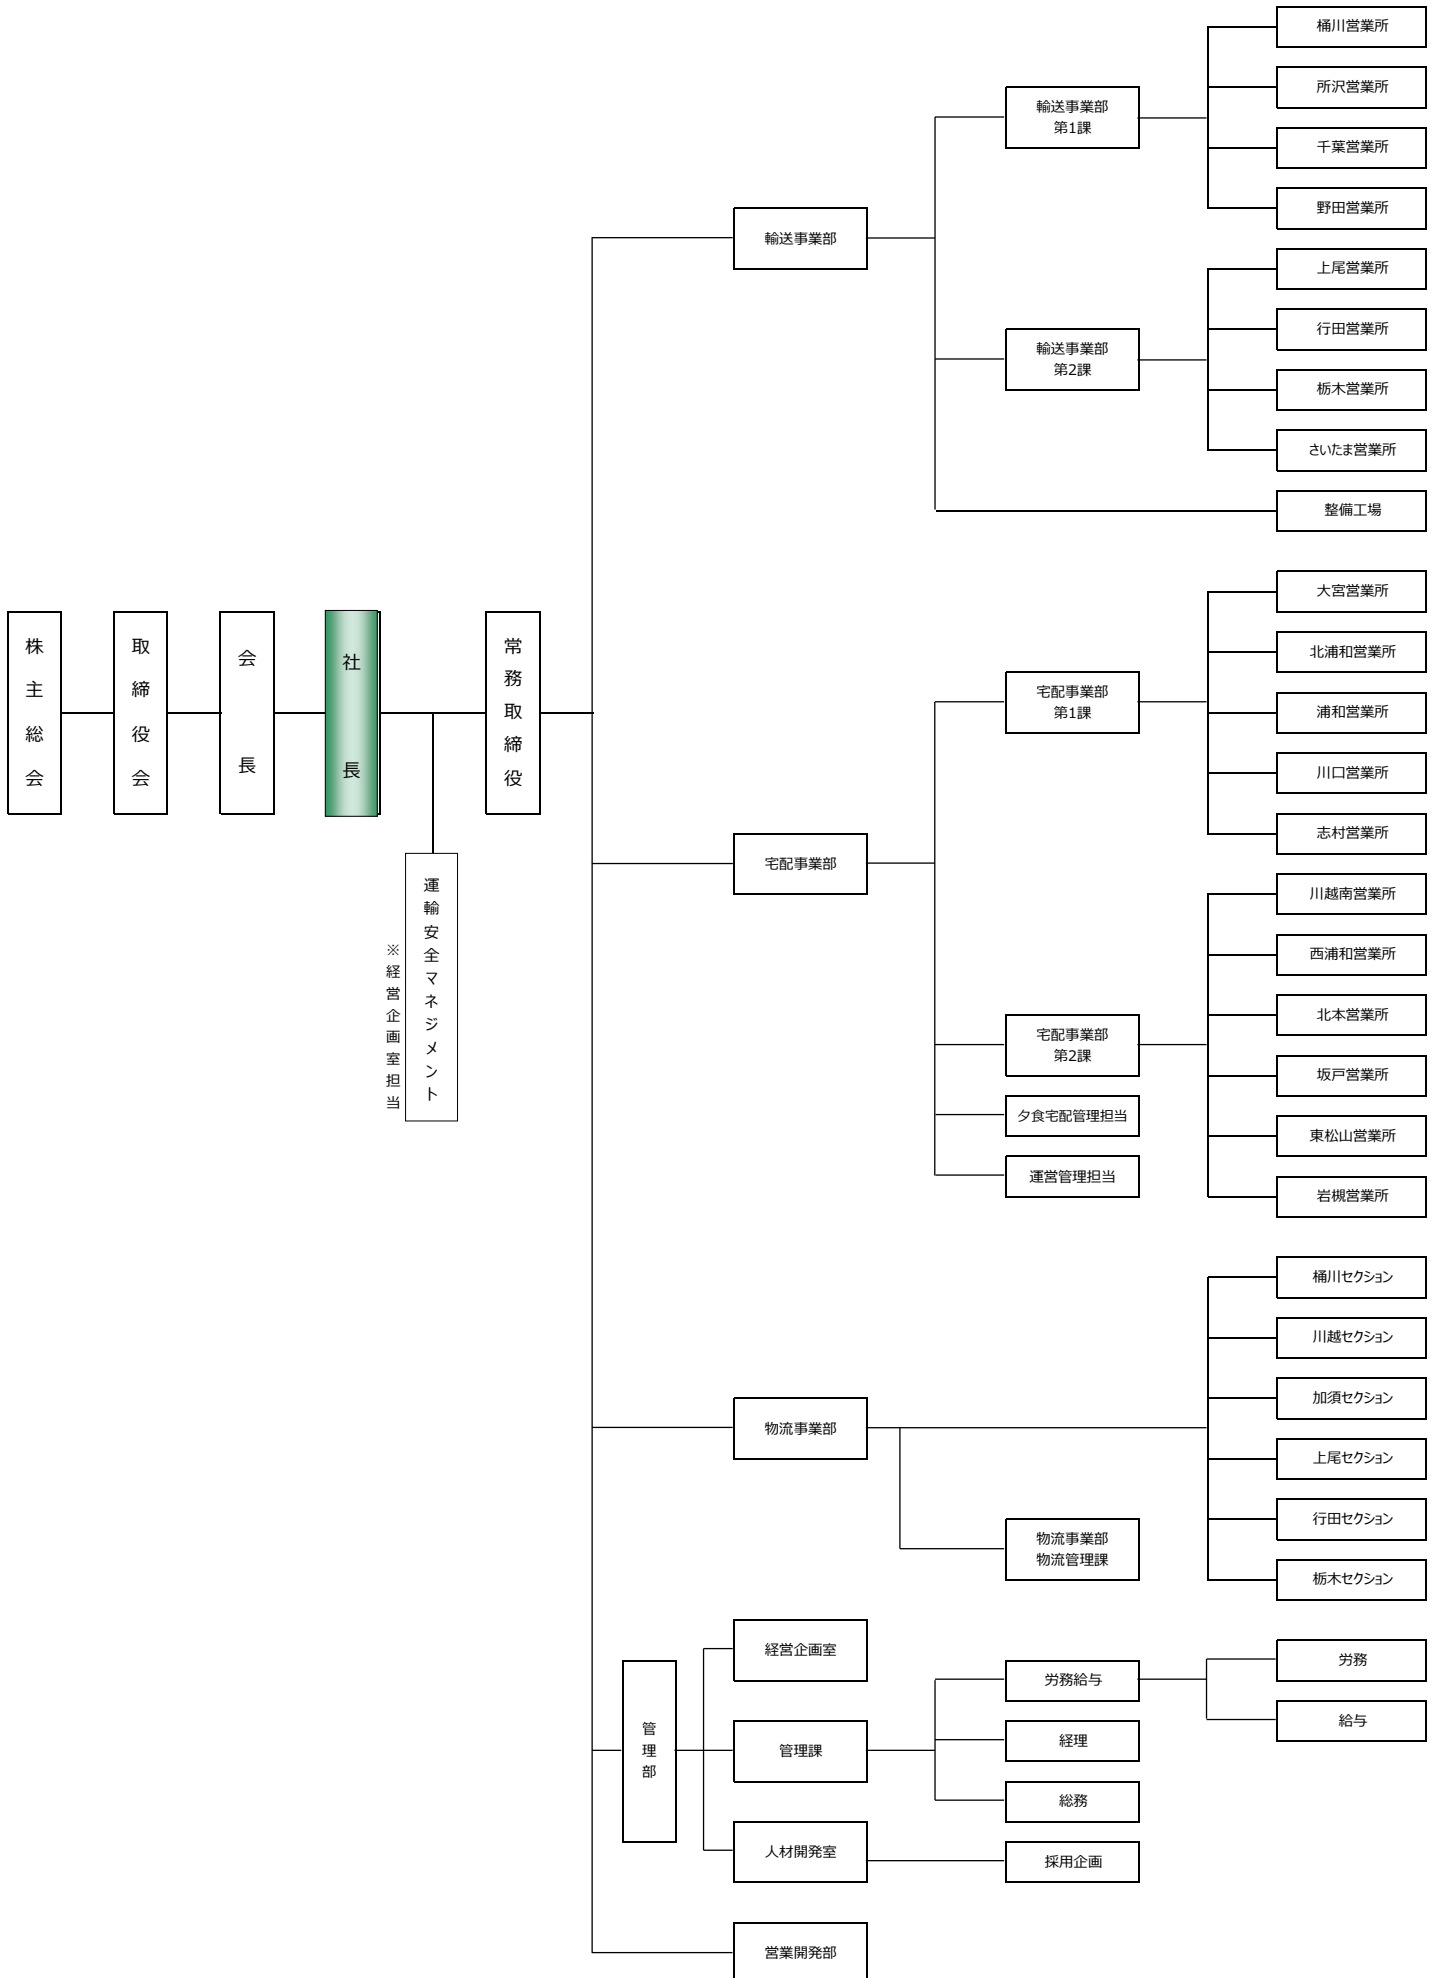 株主総会
取締役会
会長
社長
常務取締役
運輸安全マネジメント
※経営企画室担当
輸送事業部
輸送事業部
第1課
桶川営業所
所沢営業所
千葉営業所
野田営業所
輸送事業部
第2課
上尾営業所
行田営業所
栃木営業所
さいたま営業所
整備工場
宅配事業部
宅配事業部
第1課
大宮営業所
北浦和営業所
浦和営業所
川口営業所
志村営業所
宅配事業部
第2課
川越南営業所
西浦和営業所
北本営業所
坂戸営業所
東松山営業所
岩槻営業所
夕食宅配管理担当
運営管理担当
物流事業部
桶川セクション
川越セクション
加須セクション
上尾セクション
行田セクション
栃木セクション
物流事業部
物流管理課
管理部
経営企画室
管理課
労務給与
労務
給与
経理
総務
人材開発室
採用企画
営業開発部